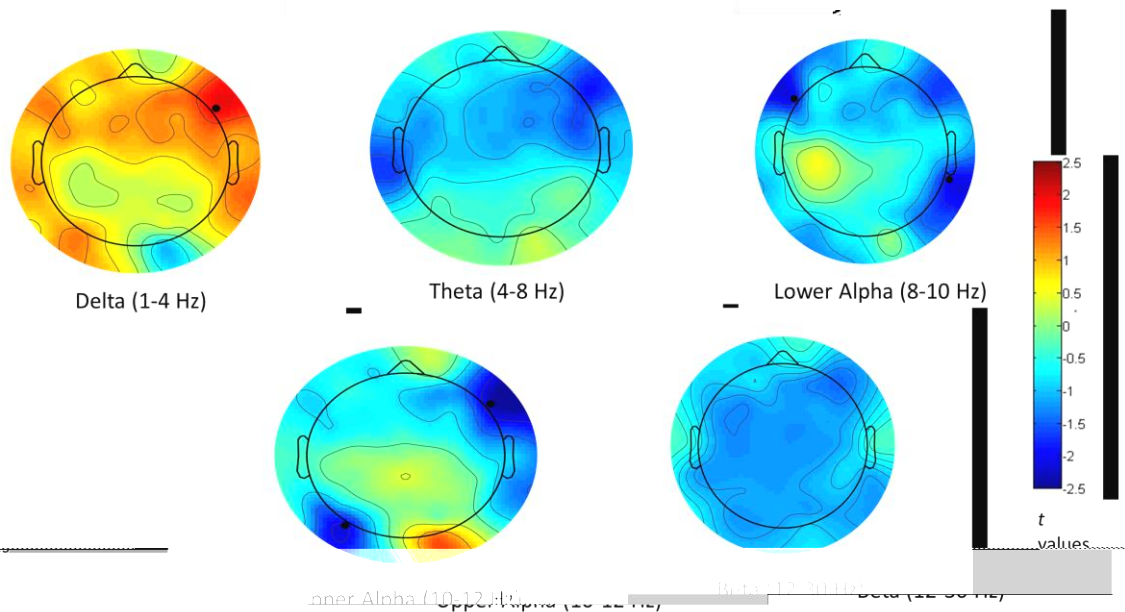 2.5
2
1.5
1
0.5
0
-0.5
-1
-1.5
-2
-2.5
Delta (1-4 Hz)
Theta (4-8 Hz)
Lower Alpha (8-10 Hz)
t
values
Upper Alpha (10-12 Hz)
Beta (12-30 Hz)